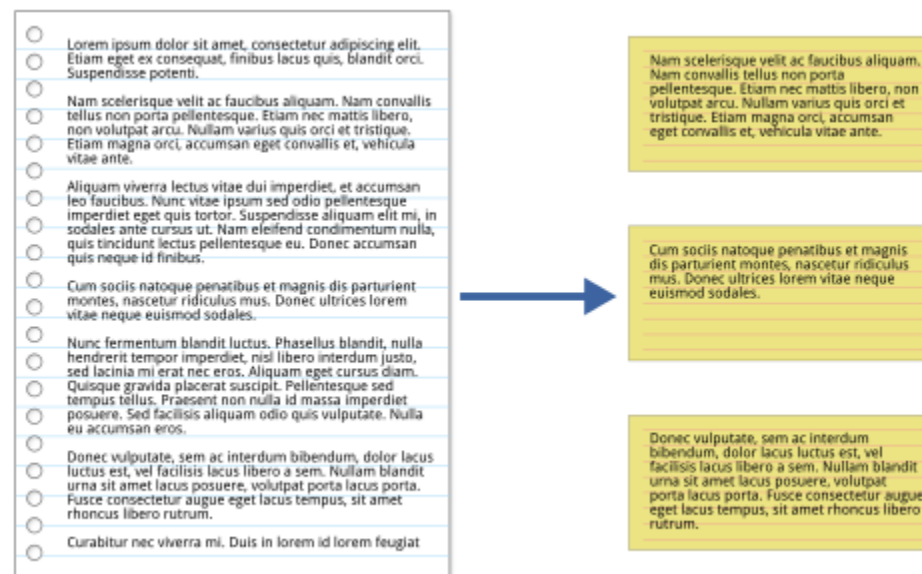 Lorem ipsum dolor sit amet, consectetur adipiscing elit.
Etiam eget ex consequat, finibus lacus quis, blandit orci.
Suspendisse potenti.
Nam scelerisque velit ac faucibus aliquam. Nam convallis
tellus non porta pellentesque. Etiam nec mattis libero,
non volutpat arcu. Nullam varius quis orci et tristique.
Etiam magna orci, accumsan eget convallis et, vehicula
vitae ante.
Aliquam viverra lectus vitae dui imperdiet, et accumsan
leo faucibus. Nunc vitae ipsum sed odio pellentesque
imperdiet eget quis tortor. Suspendisse aliquam elit mi, in
sodales ante cursus ut. Nam eleifend condimentum nulla,
quis tincidunt lectus pellentesque eu. Donec accumsan
quis neque id finibus.
Cum sociis natoque penatibus et magnis dis parturient
montes, nascetur ridiculus mus. Donec ultrices lorem
vitae neque euismod sodales.
Nunc fermentum blandit luctus. Phasellus blandit, nulla
hendrerit tempor imperdiet, nisl libero interdum justo,
sed lacinia mi erat nec eros. Aliquam eget cursus diam.
Quisque gravida placerat suscipit. Pellentesque sed
tempus tellus. Praesent non nulla id massa imperdiet
posuere. Sed facilisis aliquam odio quis vulputate. Nulla
eu accumsan eros.
Donec vulputate, sem ac interdum bibendum, dolor lacus
luctus est, vel facilisis lacus libero a sem. Nullam blandit
urna sit amet lacus posuere, volutpat porta lacus porta.
Fusce consectetur augue eget lacus tempus, sit amet
rhoncus libero rutrum.
Curabitur nec viverra mi. Duis in lorem id lorem feugiat
Nam scelerisque velit ac faucibus aliquam.
Nam convallis tellus non porta
pellentesque. Etiam nec mattis libero, non
volutpat arcu. Nullam varius quis orci et
tristique. Etiam magna orci, accumsan
eget convallis et, vehicula vitae ante.
Cum sociis natoque penatibus et magnis
dis parturient montes, nascetur ridiculus
mus. Donec ultrices lorem vitae neque
euismod sodales.
Donec vulputate, sem ac interdum
bibendum, dolor lacus luctus est, vel
facilisis lacus libero a sem. Nullam blandit
urna sit amet lacus posuere, volutpat
porta lacus porta. Fusce consectetur augue
eget lacus tempus, sit amet rhoncus libero
rutrum.